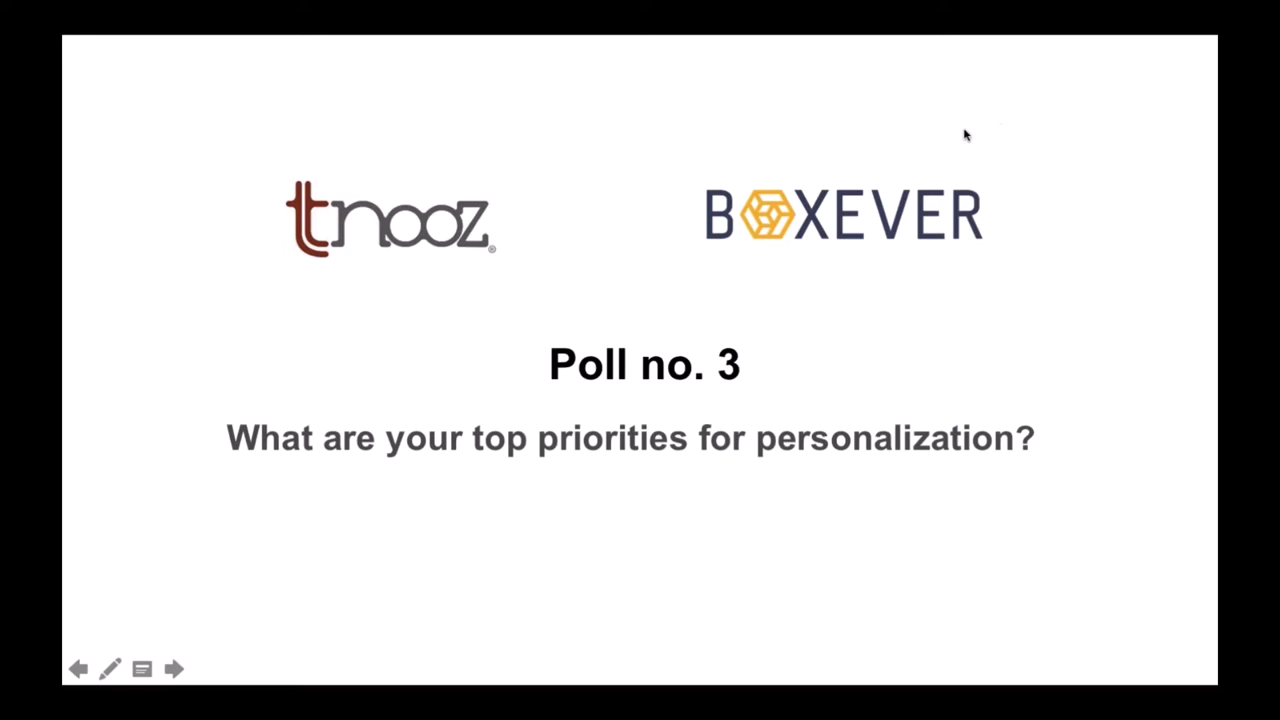 tnooz®
BOXEVER
Poll no. 3
What are your top priorities for personalization?